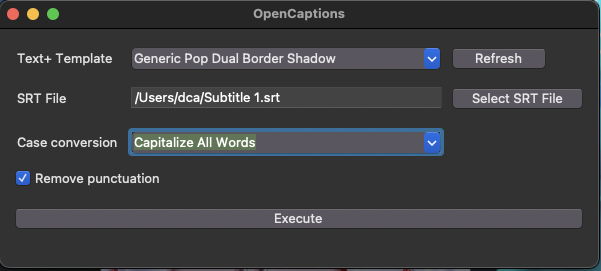 OpenCaptions
Text+ Template Generic Pop Dual Border Shadow Refresh
SRT File /Users/dca/Subtitle 1.srt Select SRT File
Case conversion Capitalize All Words
Remove punctuation
Execute